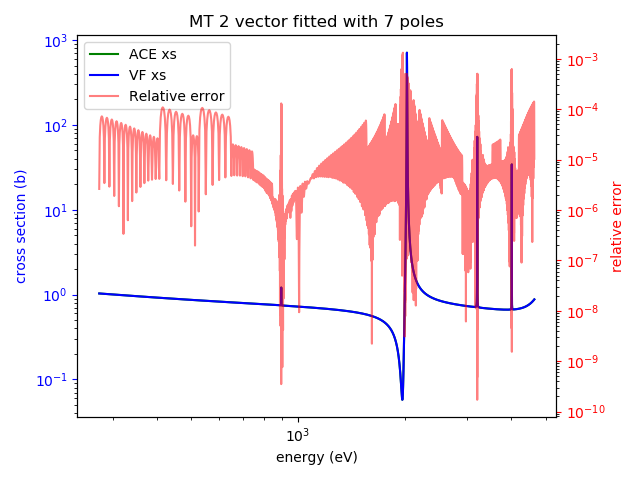 MT 2 vector fitted with 7 poles
ACE xs
VF xs
Relative error
cross section (b)
10^3
10^2
10^1
10^0
10^-1
relative error
10^-3
10^-4
10^-5
10^-6
10^-7
10^-8
10^-9
10^-10
10^3
energy (eV)